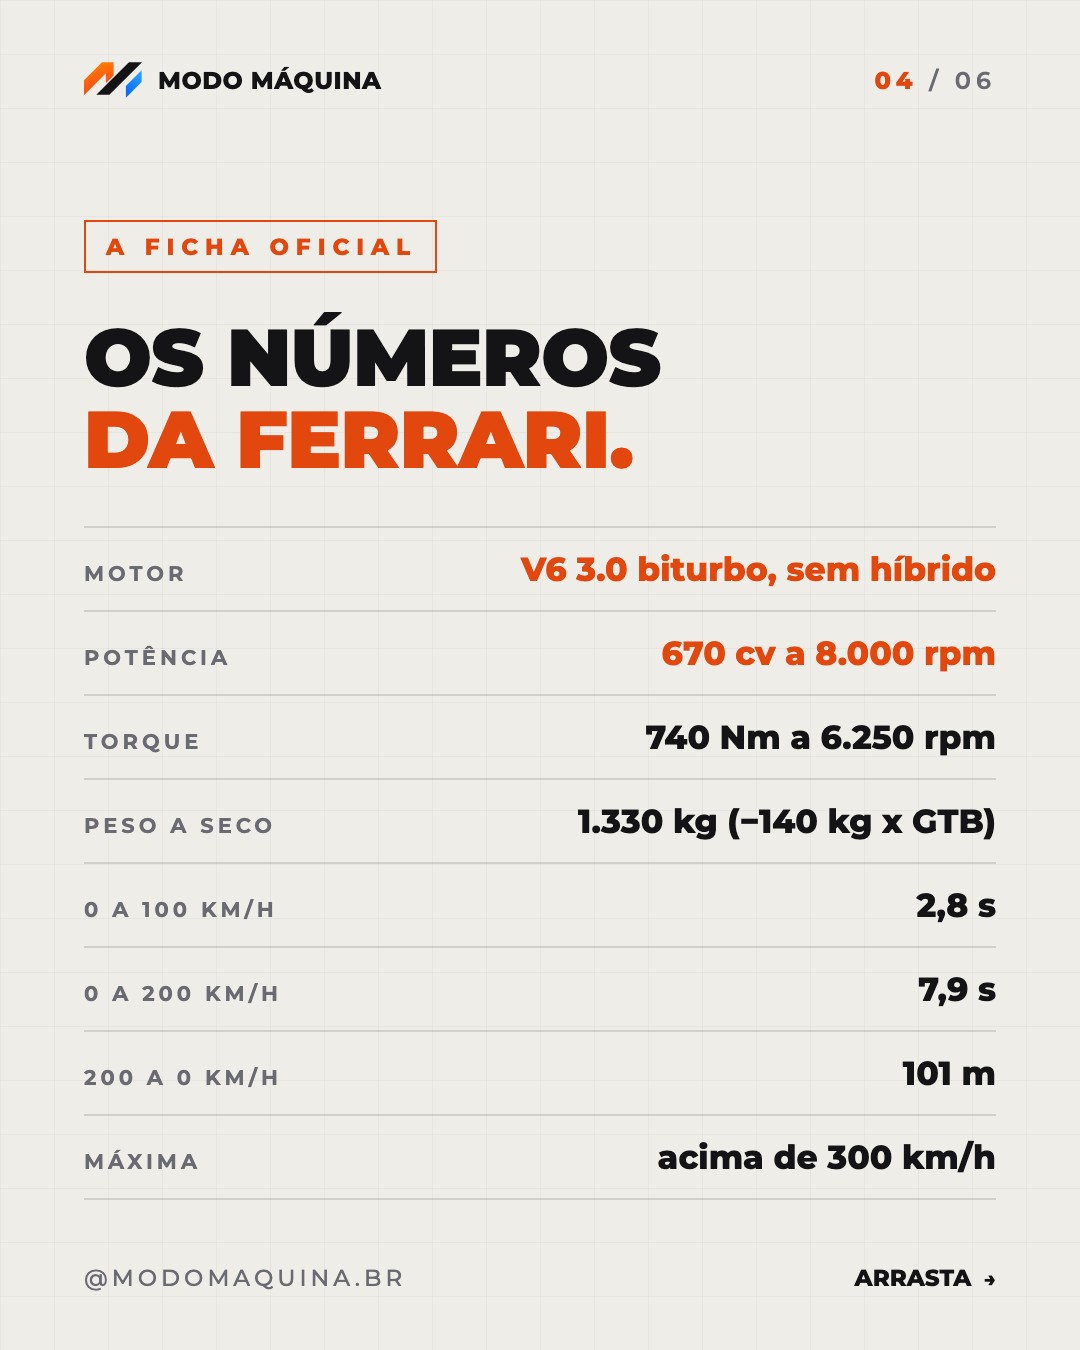 MODO MÁQUINA
04 / 06
A FICHA OFICIAL
OS NÚMEROS
DA FERRARI.
MOTOR V6 3.0 biturbo, sem híbrido
POTÊNCIA 670 cv a 8.000 rpm
TORQUE 740 Nm a 6.250 rpm
PESO A SECO 1.330 kg (−140 kg x GTB)
0 A 100 KM/H 2,8 s
0 A 200 KM/H 7,9 s
200 A 0 KM/H 101 m
MÁXIMA acima de 300 km/h
@MODOMAQUINA.BR
ARRASTA →